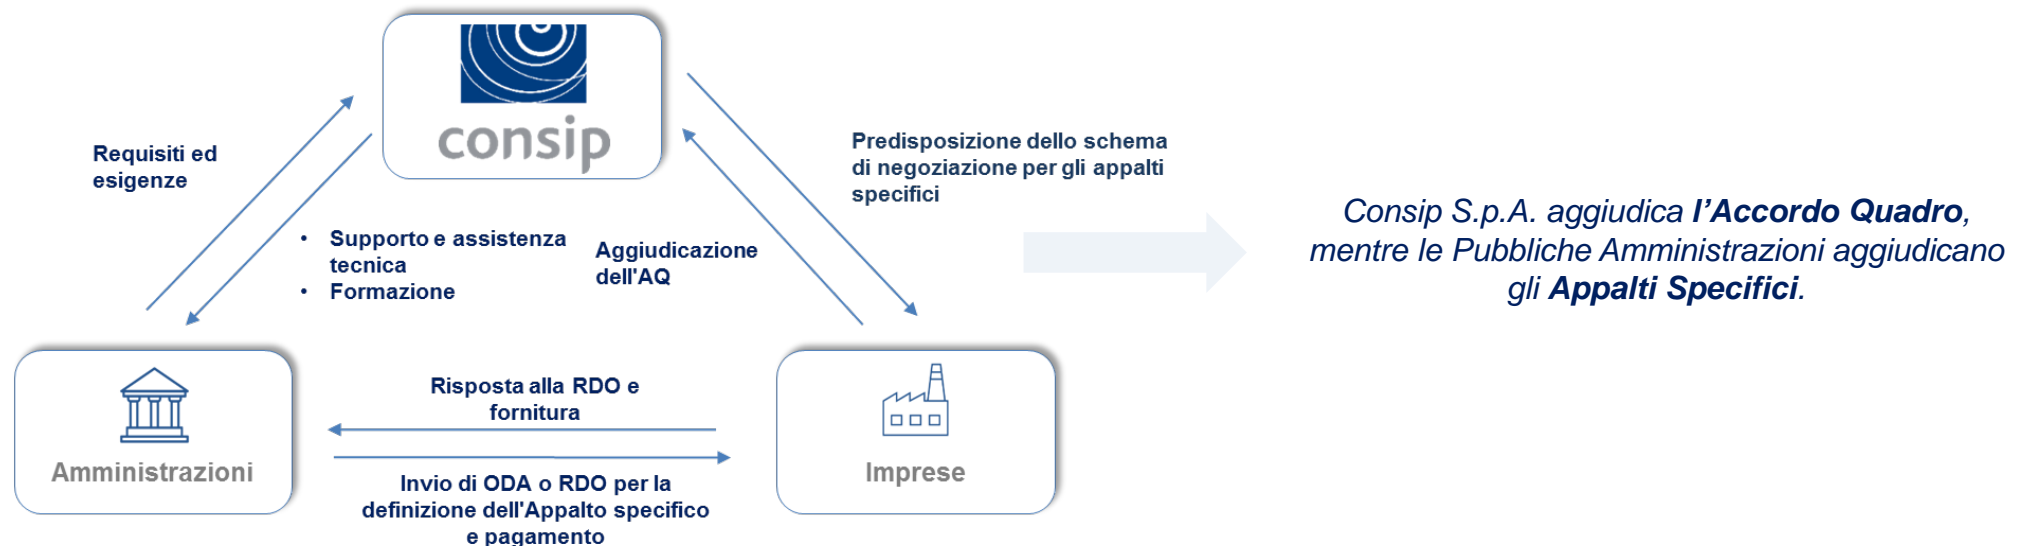 consip
Requisiti ed
esigenze
Predisposizione dello schema
di negoziazione per gli appalti
specifici
• Supporto e assistenza
tecnica
• Formazione
Aggiudicazione
dell'AQ
Consip S.p.A. aggiudica l’Accordo Quadro,
mentre le Pubbliche Amministrazioni aggiudicano
gli Appalti Specifici.
Risposta alla RDO e
fornitura
Amministrazioni
Imprese
Invio di ODA o RDO per la
definizione dell'Appalto specifico
e pagamento